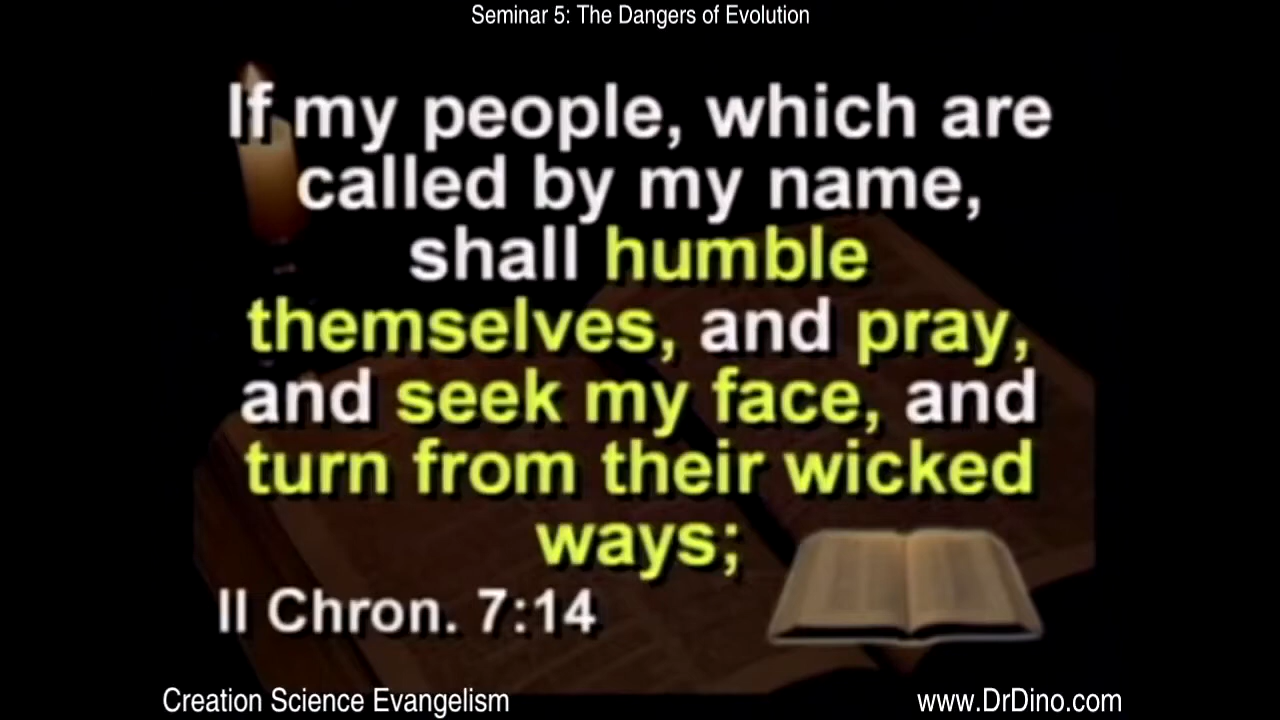 Seminar 5: The Dangers of Evolution
If my people, which are
called by my name,
shall humble
themselves, and pray,
and seek my face, and
turn from their wicked
ways;
II Chron. 7:14
Creation Science Evangelism
www.DrDino.com